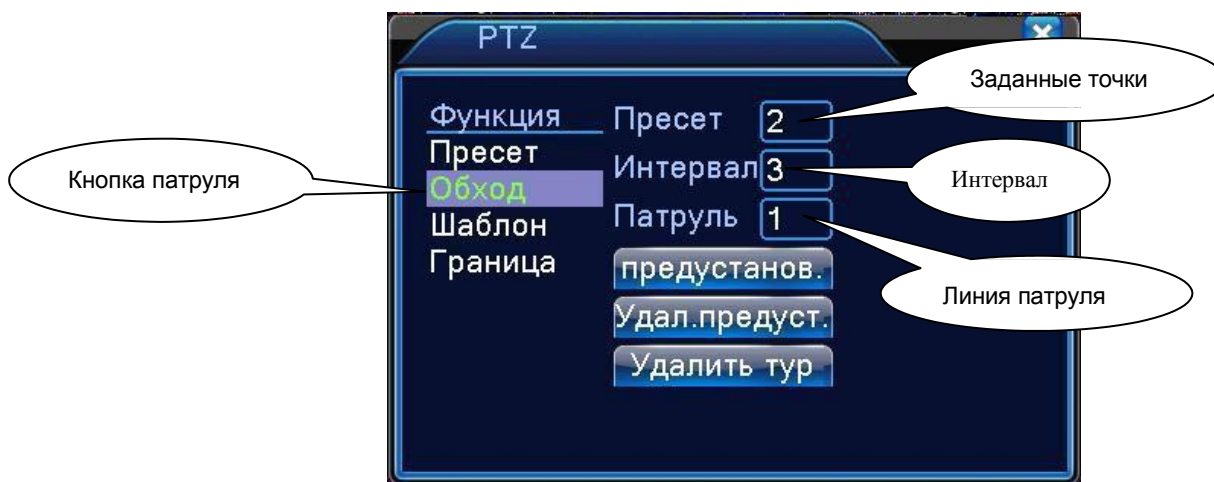 PTZ
Заданные точки
Функция
Пресет 2
Пресет
Интервал 3
Интервал
Кнопка патруля
Обход
Патруль 1
Шаблон
Граница
предустанов.
Линия патруля
Удал.предуст.
Удалить тур